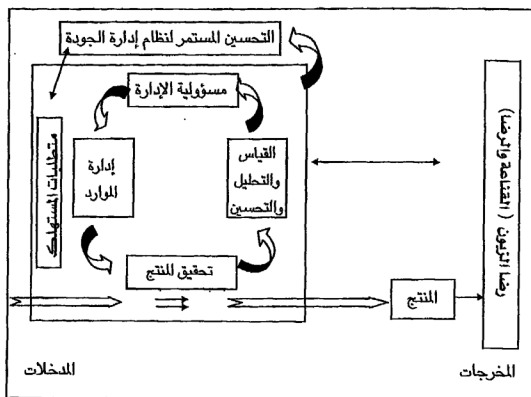 التحسين المستمر لنظام إدارة الجودة
مسؤولية الإدارة
متطلبات المستهلك
إدارة
الموارد
القياس
والتحليل
والتحسين
رضا الزبون (القناعة والرضا)
تحقيق المنتج
المنتج
المدخلات
المخرجات